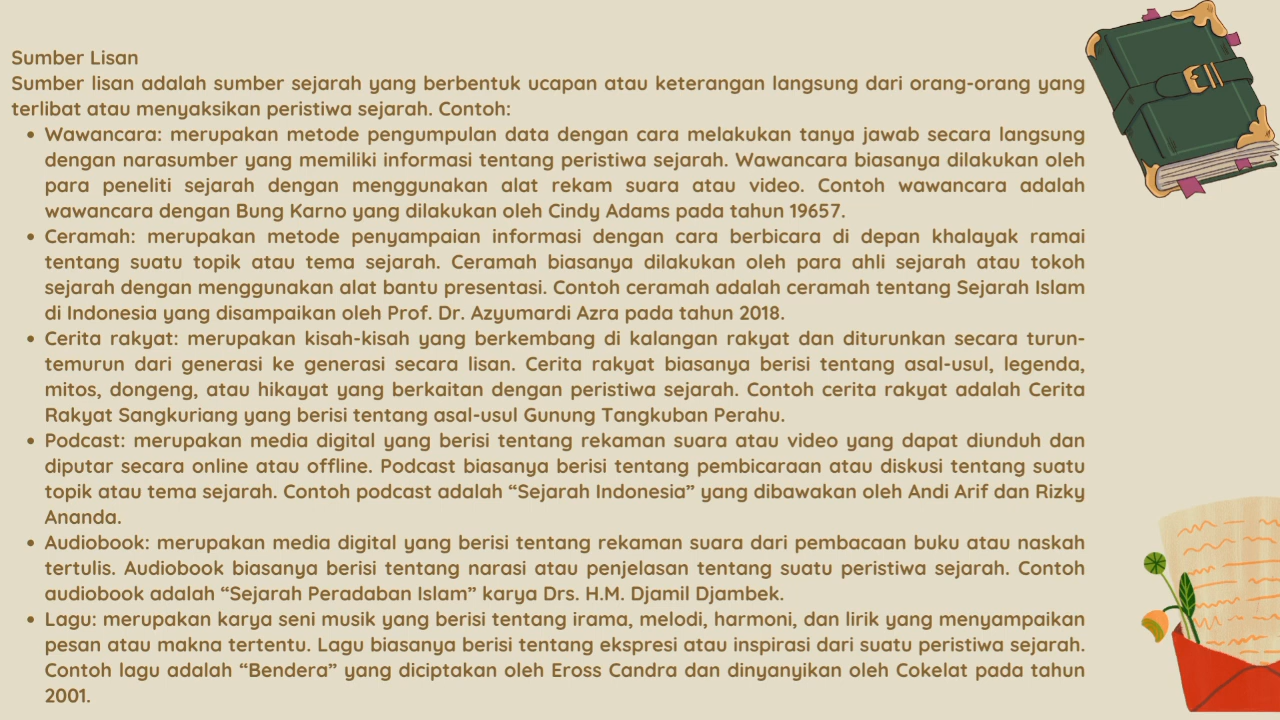 Sumber Lisan
Sumber lisan adalah sumber sejarah yang berbentuk ucapan atau keterangan langsung dari orang-orang yang
terlibat atau menyaksikan peristiwa sejarah. Contoh:
• Wawancara: merupakan metode pengumpulan data dengan cara melakukan tanya jawab secara langsung
dengan narasumber yang memiliki informasi tentang peristiwa sejarah. Wawancara biasanya dilakukan oleh
para peneliti sejarah dengan menggunakan alat rekam suara atau video. Contoh wawancara adalah
wawancara dengan Bung Karno yang dilakukan oleh Cindy Adams pada tahun 19657.
• Ceramah: merupakan metode penyampaian informasi dengan cara berbicara di depan khalayak ramai
tentang suatu topik atau tema sejarah. Ceramah biasanya dilakukan oleh para ahli sejarah atau tokoh
sejarah dengan menggunakan alat bantu presentasi. Contoh ceramah adalah ceramah tentang Sejarah Islam
di Indonesia yang disampaikan oleh Prof. Dr. Azyumardi Azra pada tahun 2018.
• Cerita rakyat: merupakan kisah-kisah yang berkembang di kalangan rakyat dan diturunkan secara turun-
temurun dari generasi ke generasi secara lisan. Cerita rakyat biasanya berisi tentang asal-usul, legenda,
mitos, dongeng, atau hikayat yang berkaitan dengan peristiwa sejarah. Contoh cerita rakyat adalah Cerita
Rakyat Sangkuriang yang berisi tentang asal-usul Gunung Tangkuban Perahu.
• Podcast: merupakan media digital yang berisi tentang rekaman suara atau video yang dapat diunduh dan
diputar secara online atau offline. Podcast biasanya berisi tentang pembicaraan atau diskusi tentang suatu
topik atau tema sejarah. Contoh podcast adalah “Sejarah Indonesia” yang dibawakan oleh Andi Arif dan Rizky
Ananda.
• Audiobook: merupakan media digital yang berisi tentang rekaman suara dari pembacaan buku atau naskah
tertulis. Audiobook biasanya berisi tentang narasi atau penjelasan tentang suatu peristiwa sejarah. Contoh
audiobook adalah “Sejarah Peradaban Islam” karya Drs. H.M. Djamil Djambek.
• Lagu: merupakan karya seni musik yang berisi tentang irama, melodi, harmoni, dan lirik yang menyampaikan
pesan atau makna tertentu. Lagu biasanya berisi tentang ekspresi atau inspirasi dari suatu peristiwa sejarah.
Contoh lagu adalah “Bendera” yang diciptakan oleh Eross Candra dan dinyanyikan oleh Cokelat pada tahun
2001.